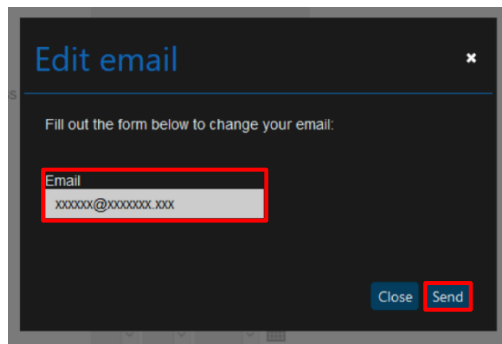 Edit email
Fill out the form below to change your email:
Email
xxxxxx@xxxxxxx.xxx
Close Send